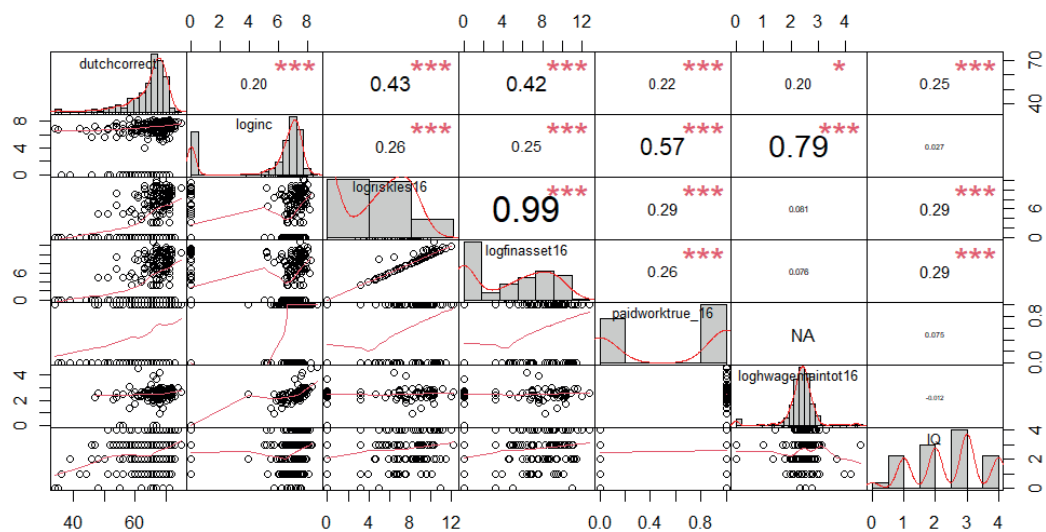 0 2 4 6 8 0 4 8 12 0 1 2 3 4
dutchcorrect 0.20 *** 0.43 *** 0.42 *** 0.22 *** 0.20 * 0.25 *** 40 70
0 4 8 loginc 0.26 *** 0.25 *** 0.57 *** 0.79 *** 0.027
logriskles16 0.99 *** 0.29 *** 0.081 0.29 *** 0 6
0 6 logfinasset16 0.26 *** 0.076 0.29 ***
paidworktrue_16 NA 0.075 0.0 0.8
0 2 4 loghwagemaintot16 -0.012
IQ 0 2 4
40 60 0 4 8 12 0.0 0.4 0.8 0 1 2 3 4